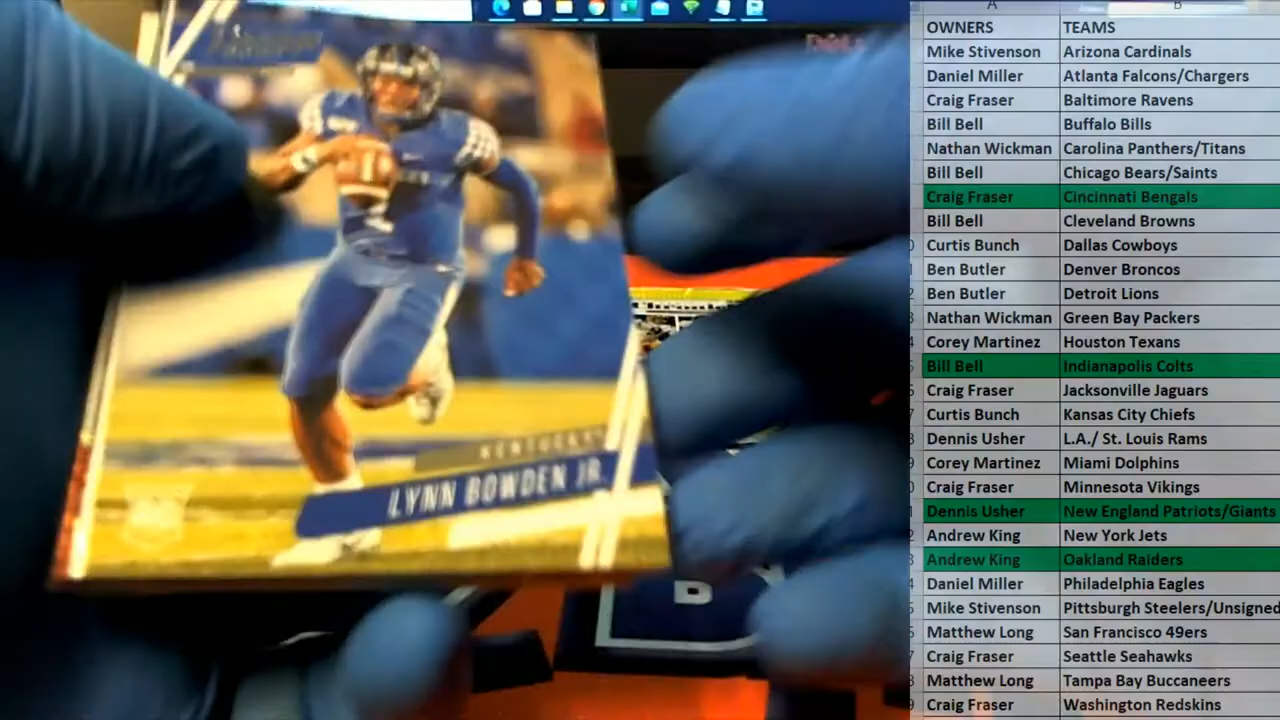 KENTUCKY
LYNN BOWDEN JR.
B
A B
OWNERS TEAMS
Mike Stivenson Arizona Cardinals
Daniel Miller Atlanta Falcons/Chargers
Craig Fraser Baltimore Ravens
Bill Bell Buffalo Bills
Nathan Wickman Carolina Panthers/Titans
Bill Bell Chicago Bears/Saints
Craig Fraser Cincinnati Bengals
Bill Bell Cleveland Browns
Curtis Bunch Dallas Cowboys
Ben Butler Denver Broncos
Ben Butler Detroit Lions
Nathan Wickman Green Bay Packers
Corey Martinez Houston Texans
Bill Bell Indianapolis Colts
Craig Fraser Jacksonville Jaguars
Curtis Bunch Kansas City Chiefs
Dennis Usher L.A./ St. Louis Rams
Corey Martinez Miami Dolphins
Craig Fraser Minnesota Vikings
Dennis Usher New England Patriots/Giants
Andrew King New York Jets
Andrew King Oakland Raiders
Daniel Miller Philadelphia Eagles
Mike Stivenson Pittsburgh Steelers/Unsigned
Matthew Long San Francisco 49ers
Craig Fraser Seattle Seahawks
Matthew Long Tampa Bay Buccaneers
Craig Fraser Washington Redskins